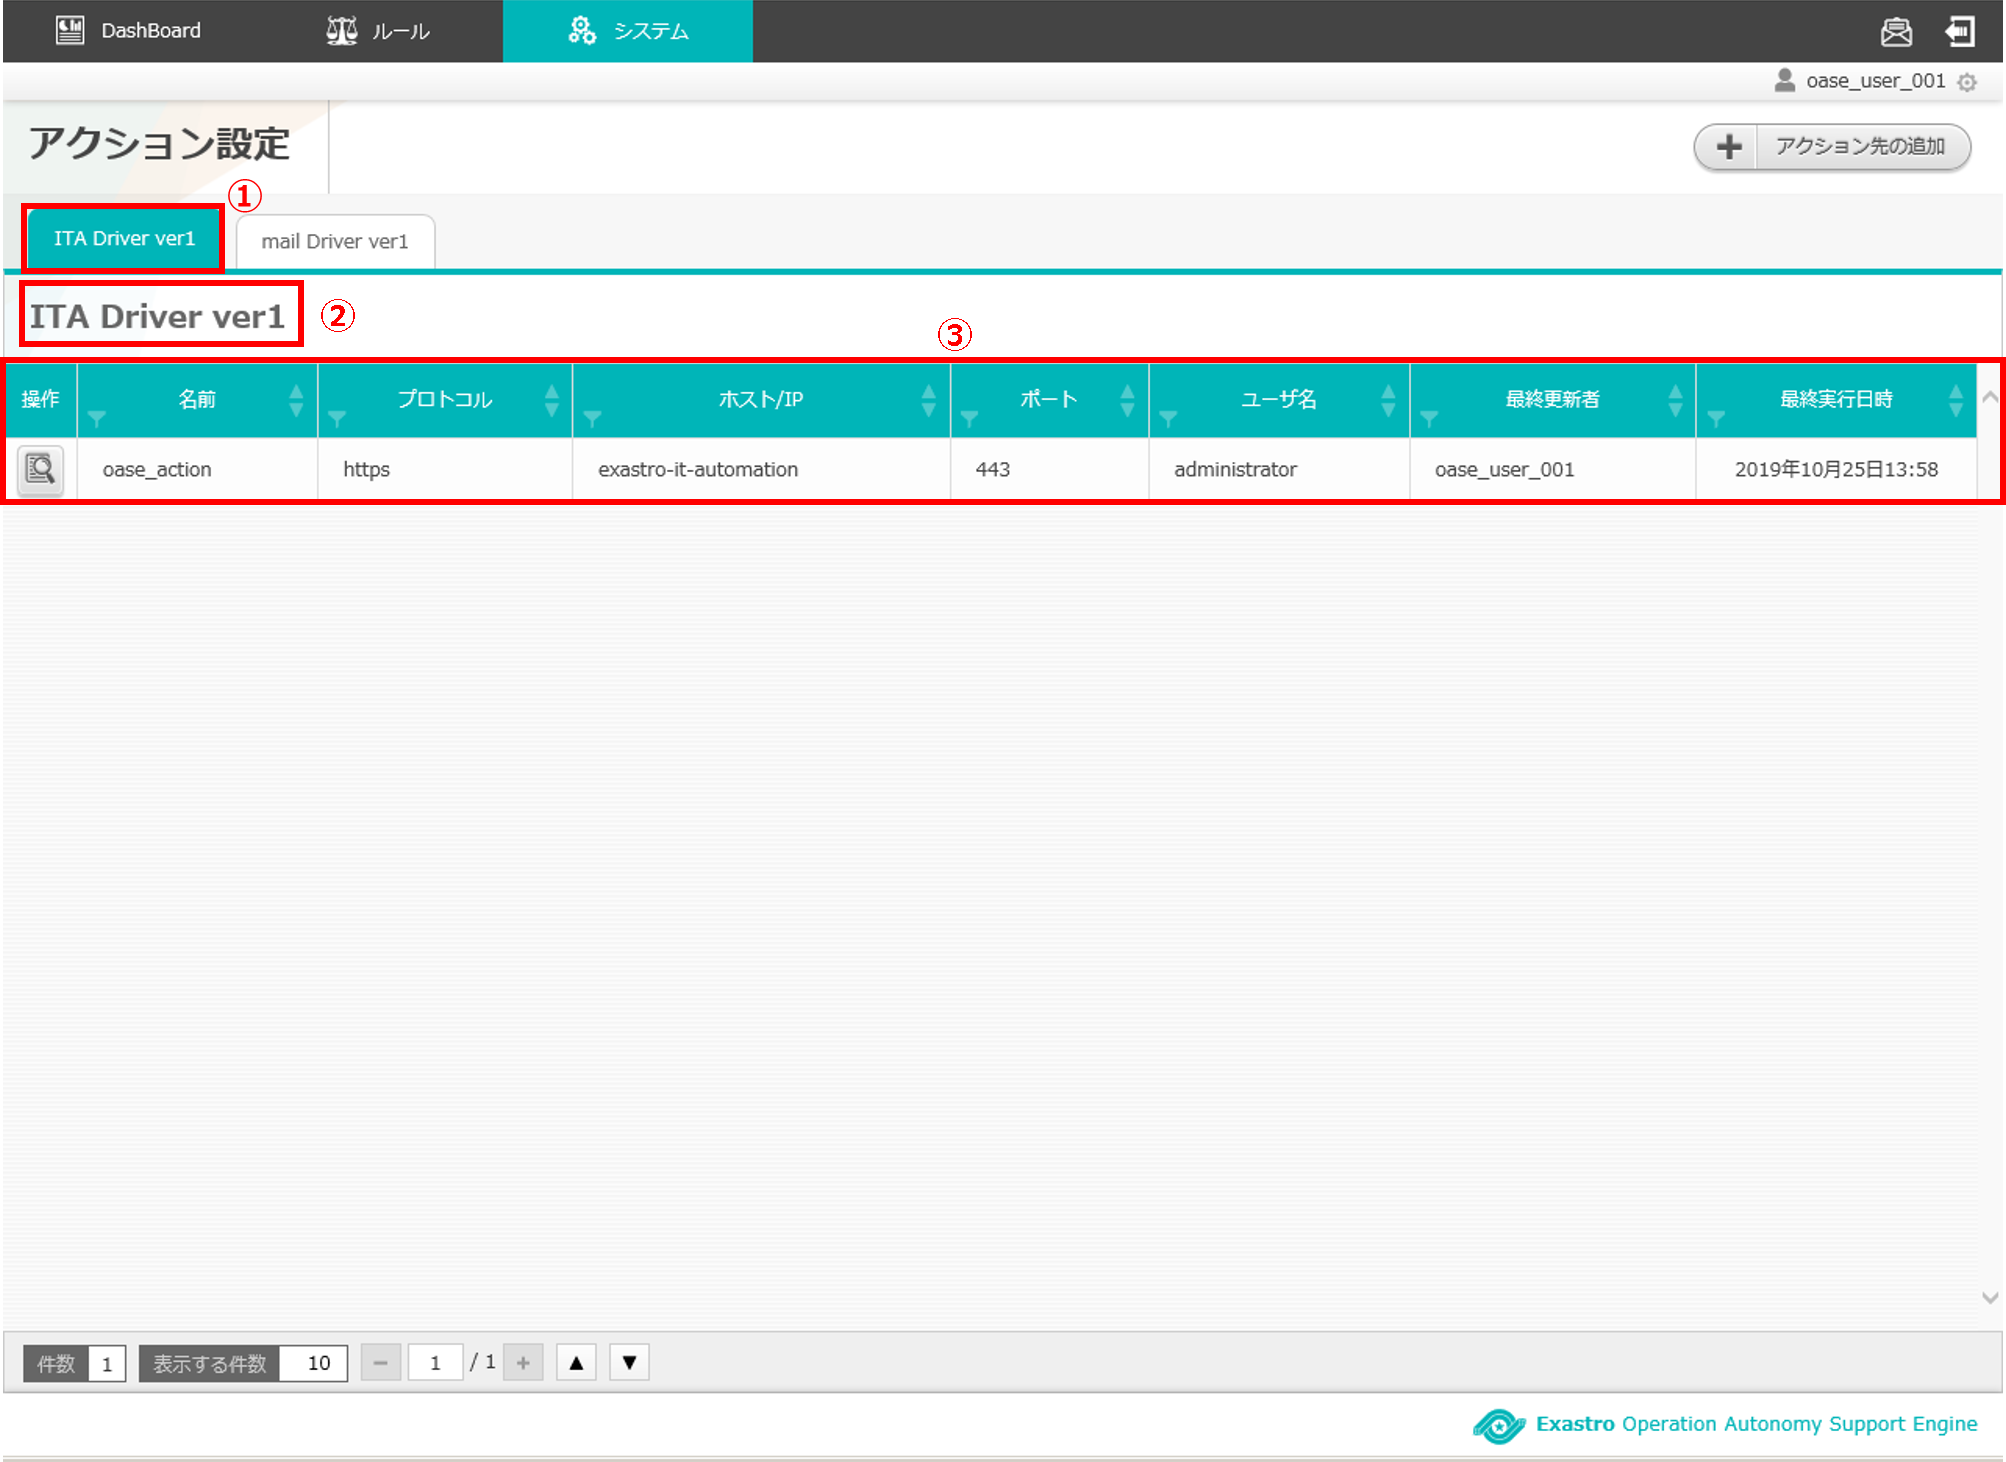 DashBoard ルール システム
oase_user_001
アクション設定
アクション先の追加
①
ITA Driver ver1 mail Driver ver1
ITA Driver ver1 ②
③
操作 名前 プロトコル ホスト/IP ポート ユーザ名 最終更新者 最終実行日時
oase_action https exastro-it-automation 443 administrator oase_user_001 2019年10月25日13:58
件数 1 表示する件数 10 − 1 / 1 + ▲ ▼
Exastro Operation Autonomy Support Engine